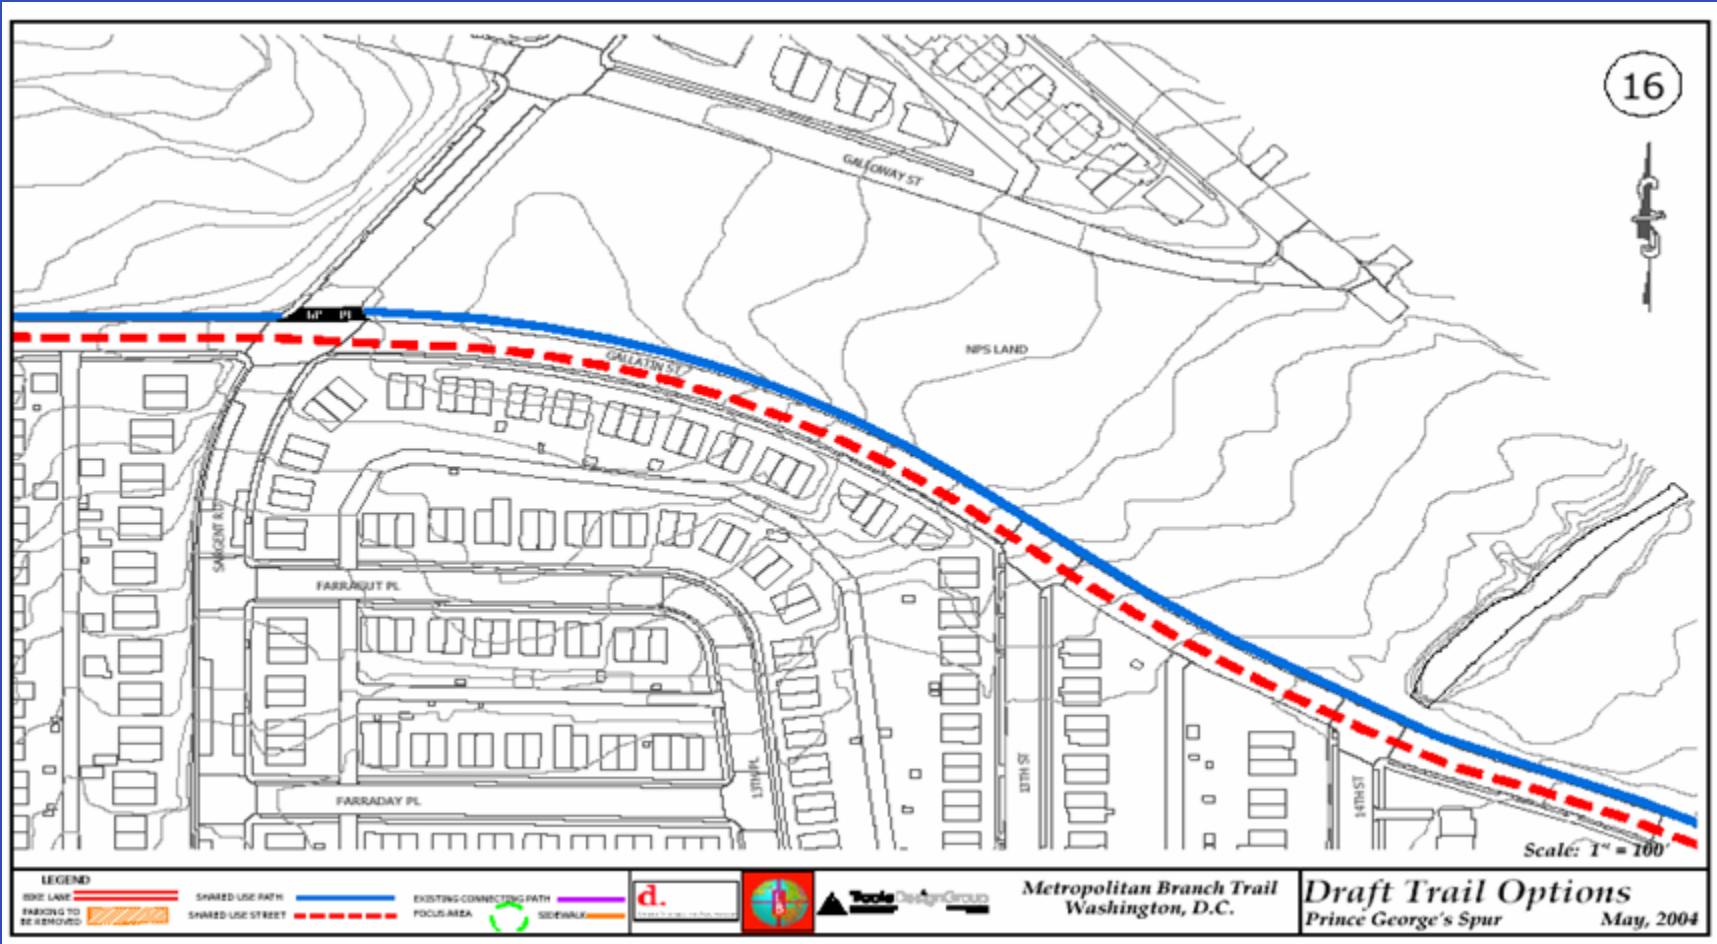 16
GALLOWAY ST
NPS LAND
GALLATIN ST
SARGENT RD
FARRAGUT PL
13TH PL
13TH ST
14TH ST
FARRADAY PL
Scale: 1" = 100'
LEGEND
BIKE LANE
SHARED USE PATH
EXISTING CONNECTING PATH
PARKING TO
BE REMOVED
SHARED USE STREET
FOCUS AREA
SIDEWALK
d.
TooleDesignGroup
Metropolitan Branch Trail
Washington, D.C.
Draft Trail Options
Prince George's Spur
May, 2004